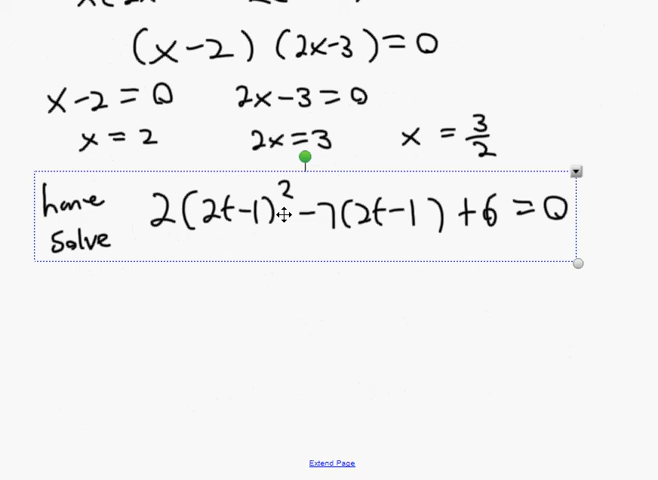 (x-2) (2x-3)=0
x-2=0 2x-3=0
x=2 2x=3 x = 3/2
hence 2(2t-1)² -7(2t-1) +6 =0
Solve
Extend Page